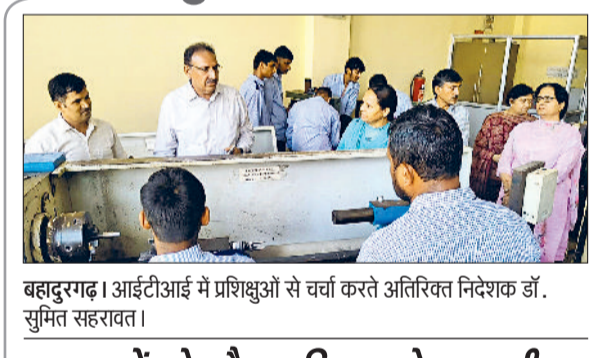 बहादुरगढ़। आईटीआई में प्रशिक्षुओं से चर्चा करते अतिरिक्त निदेशक डॉ.
सुमित सहरावत।